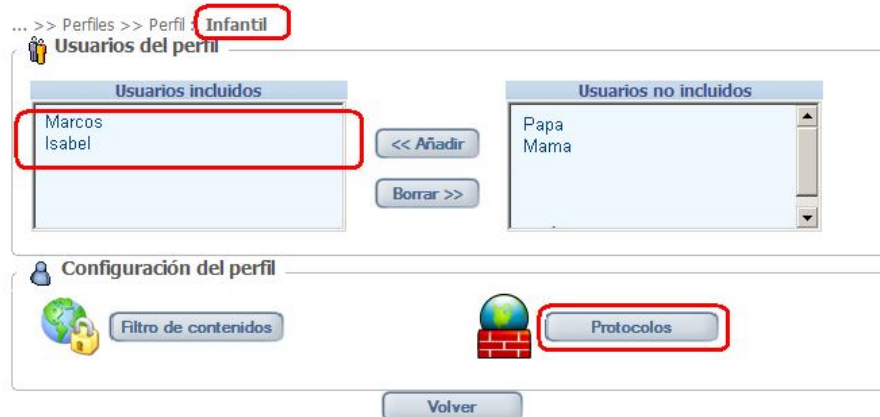 ... >> Perfiles >> Perfil : Infantil
Usuarios del perfil
Usuarios incluidos
Marcos
Isabel
<< Añadir
Borrar >>
Usuarios no incluidos
Papa
Mama
Configuración del perfil
Filtro de contenidos
Protocolos
Volver